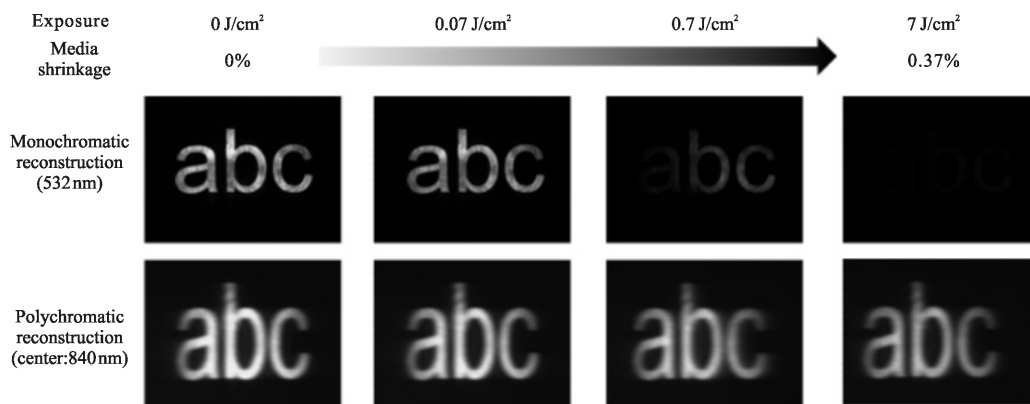 Exposure 0 J/cm² 0.07 J/cm² 0.7 J/cm² 7 J/cm²
Media
shrinkage 0% 0.37%
Monochromatic
reconstruction
(532 nm)
abc abc abc abc
Polychromatic
reconstruction
(center:840 nm)
abc abc abc abc